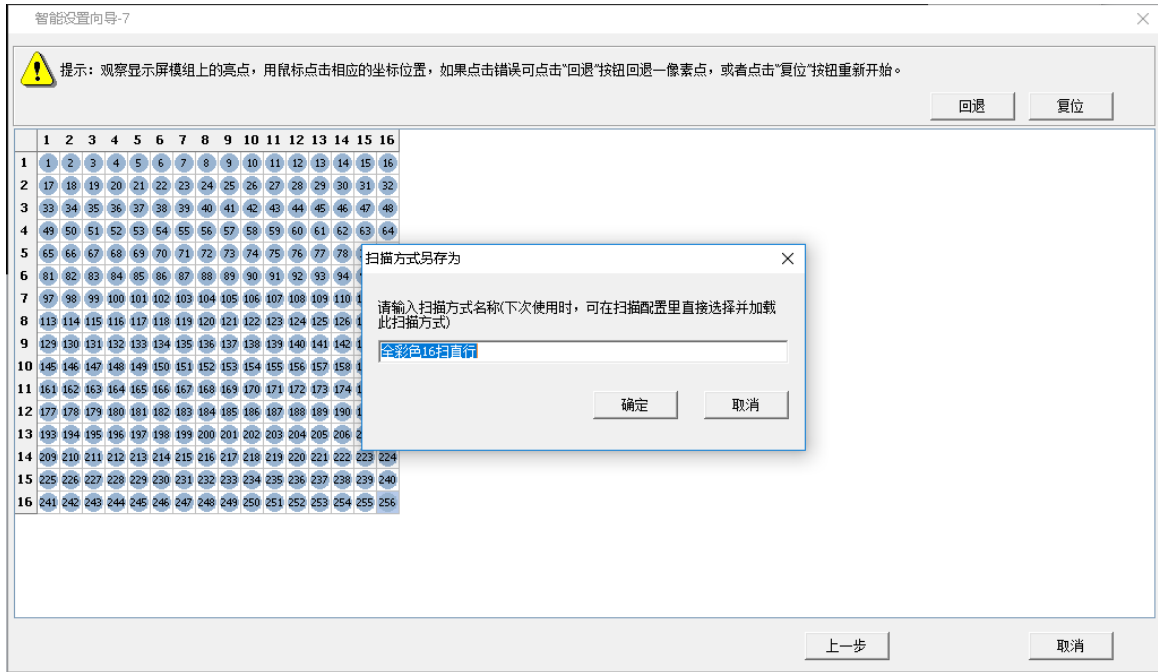 智能设置向导-7
提示：观察显示屏模组上的亮点，用鼠标点击相应的坐标位置，如果点击错误可点击"回退"按钮回退一像素点，或者点击"复位"按钮重新开始。
回退 复位
1 2 3 4 5 6 7 8 9 10 11 12 13 14 15 16
1 1 2 3 4 5 6 7 8 9 10 11 12 13 14 15 16
2 17 18 19 20 21 22 23 24 25 26 27 28 29 30 31 32
3 33 34 35 36 37 38 39 40 41 42 43 44 45 46 47 48
4 49 50 51 52 53 54 55 56 57 58 59 60 61 62 63 64
5 65 66 67 68 69 70 71 72 73 74 75 76 77 78
6 81 82 83 84 85 86 87 88 89 90 91 92 93 94
7 97 98 99 100 101 102 103 104 105 106 107 108 109 110
8 113 114 115 116 117 118 119 120 121 122 123 124 125 126
9 129 130 131 132 133 134 135 136 137 138 139 140 141 142
10 145 146 147 148 149 150 151 152 153 154 155 156 157 158
11 161 162 163 164 165 166 167 168 169 170 171 172 173 174
12 177 178 179 180 181 182 183 184 185 186 187 188 189 190
13 193 194 195 196 197 198 199 200 201 202 203 204 205 206
14 209 210 211 212 213 214 215 216 217 218 219 220 221 222 223 224
15 225 226 227 228 229 230 231 232 233 234 235 236 237 238 239 240
16 241 242 243 244 245 246 247 248 249 250 251 252 253 254 255 256
扫描方式另存为
请输入扫描方式名称(下次使用时，可在扫描配置里直接选择并加载
此扫描方式)
全彩色16扫直行
确定 取消
上一步 取消